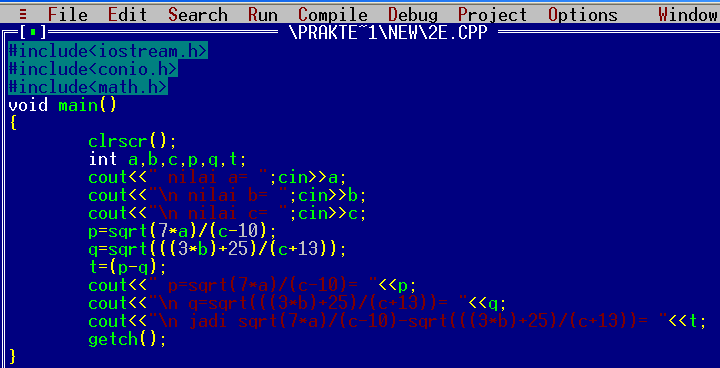 ≡ File Edit Search Run Compile Debug Project Options Window
[▪] \PRAKTE~1\NEW\2E.CPP
#include<iostream.h>
#include<conio.h>
#include<math.h>
void main()
{
clrscr();
int a,b,c,p,q,t;
cout<<" nilai a= ";cin>>a;
cout<<"\n nilai b= ";cin>>b;
cout<<"\n nilai c= ";cin>>c;
p=sqrt(7*a)/(c-10);
q=sqrt(((3*b)+25)/(c+13));
t=(p-q);
cout<<" p=sqrt(7*a)/(c-10)= "<<p;
cout<<"\n q=sqrt(((3*b)+25)/(c+13))= "<<q;
cout<<"\n jadi sqrt(7*a)/(c-10)-sqrt(((3*b)+25)/(c+13))= "<<t;
getch();
}